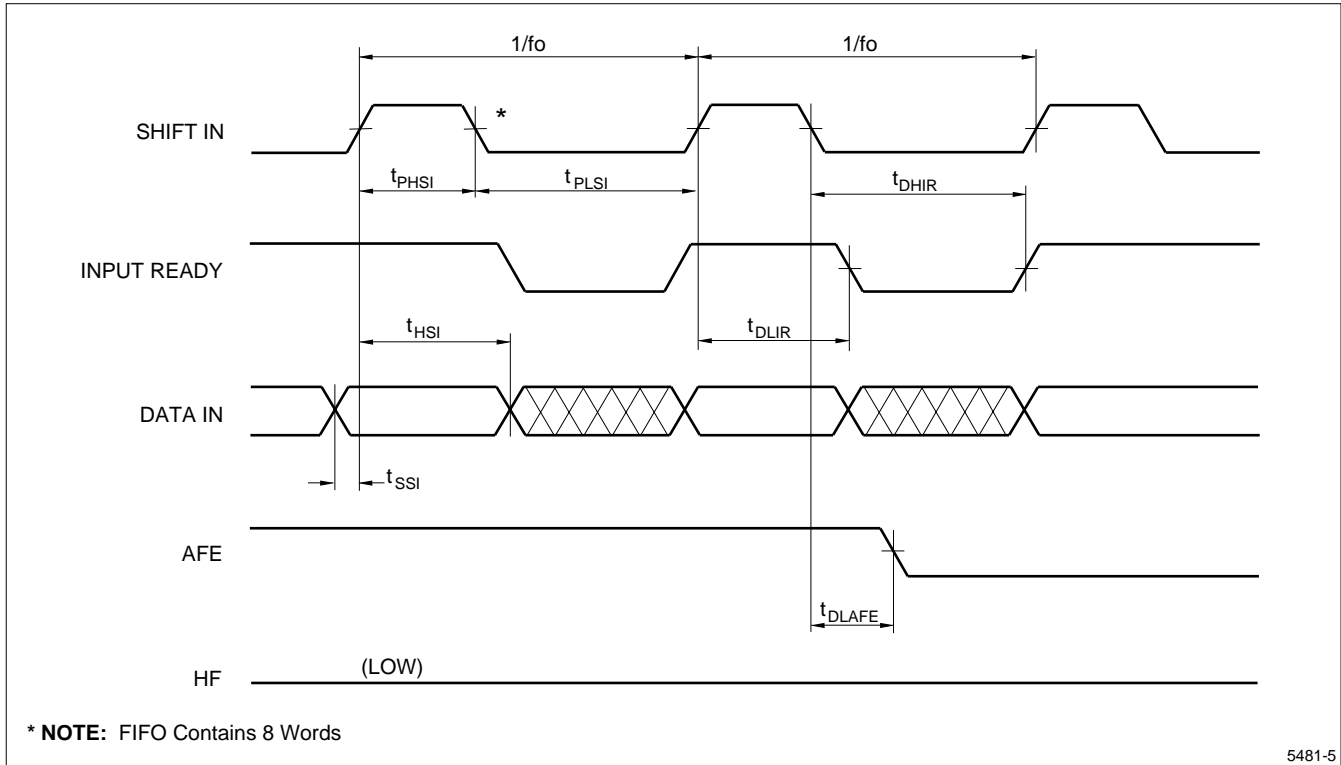 1/fo 1/fo
SHIFT IN
*
tPHSI tPLSI tDHIR
INPUT READY
tHSI tDLIR
DATA IN
tSSI
AFE
tDLAFE
HF (LOW)
* NOTE: FIFO Contains 8 Words
5481-5